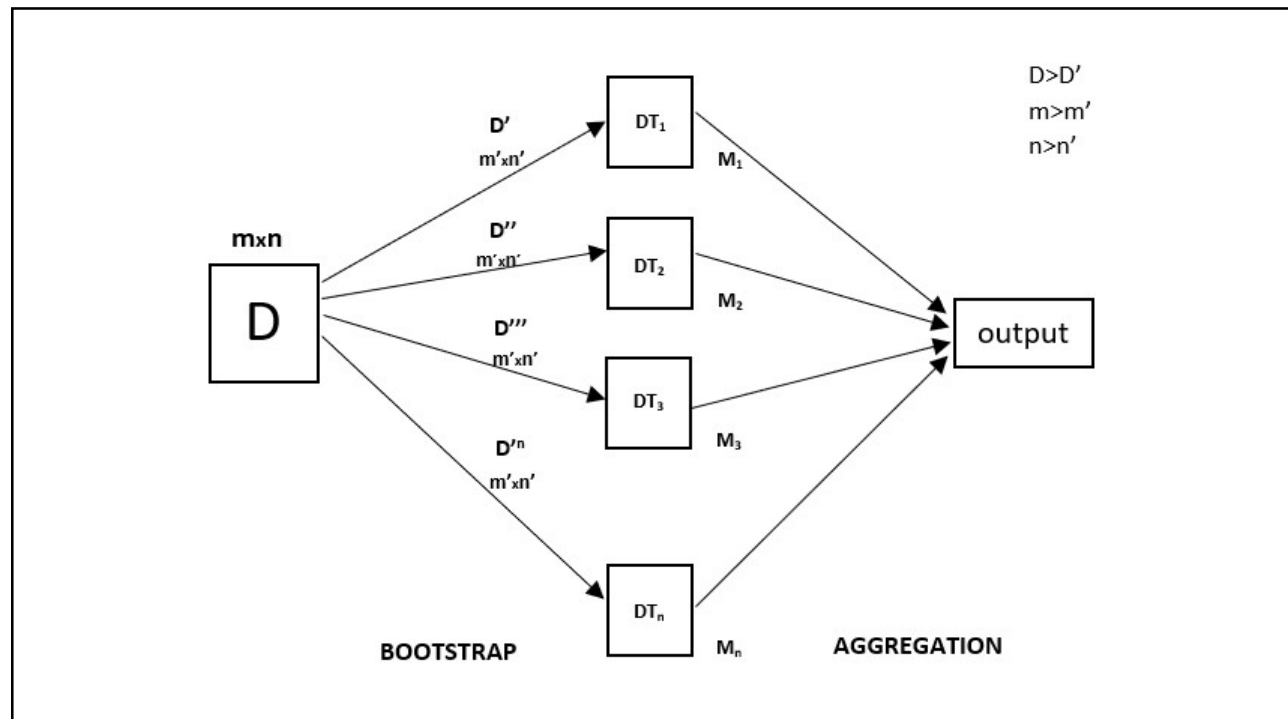 D>D’
m>m’
n>n’
D'
m'xn'
DT₁
M₁
mxn
D
D''
m'xn'
DT₂
M₂
D'''
m'xn'
DT₃
M₃
output
D'ⁿ
m'xn'
DTₙ
Mₙ
BOOTSTRAP
AGGREGATION